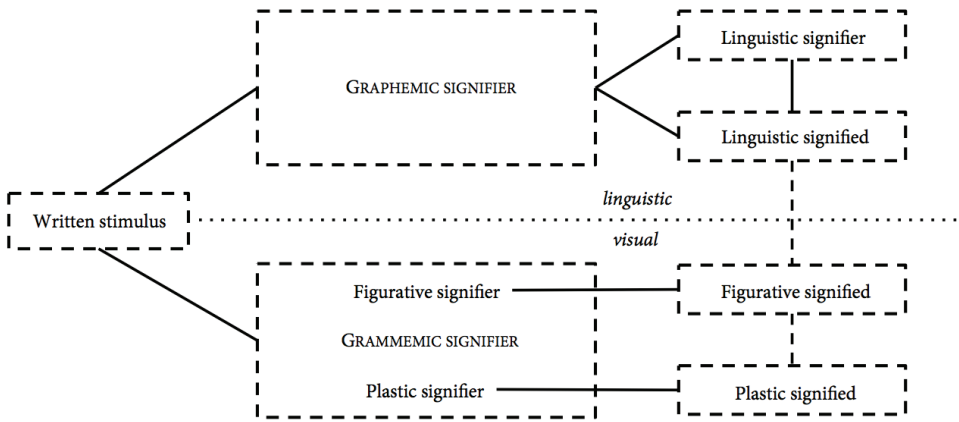 Linguistic signifier
GRAPHEMIC SIGNIFIER
Linguistic signified
linguistic
Written stimulus
visual
Figurative signifier
Figurative signified
GRAMMEMIC SIGNIFIER
Plastic signifier
Plastic signified